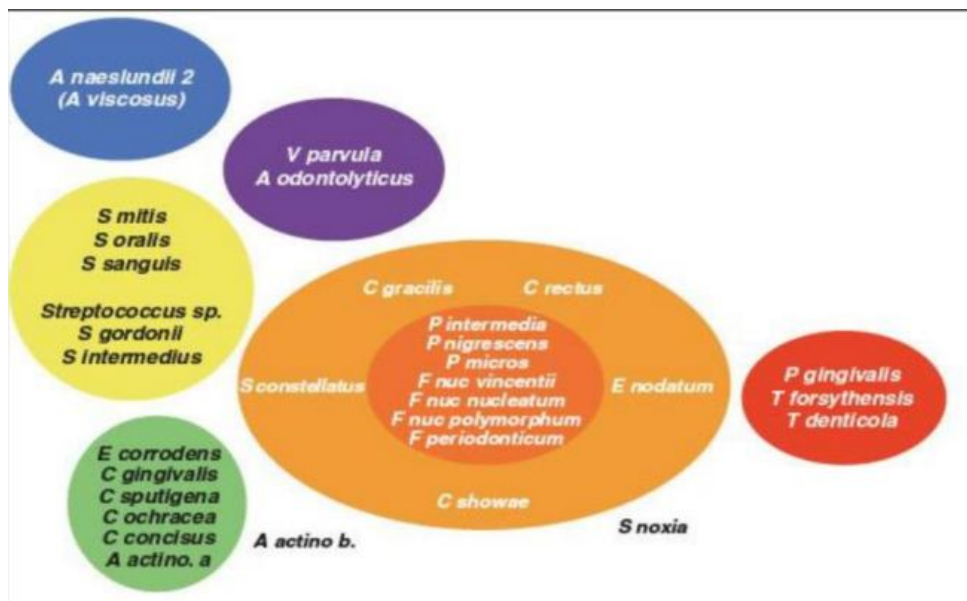 A naeslundii 2
(A viscosus)
V parvula
A odontolyticus
S mitis
S oralis
S sanguis
Streptococcus sp.
S gordonii
S intermedius
C gracilis
C rectus
P intermedia
P nigrescens
P micros
F nuc vincentii
S constellatus
E nodatum
F nuc nucleatum
F nuc polymorphum
F periodonticum
C showae
P gingivalis
T forsythensis
T denticola
E corrodens
C gingivalis
C sputigena
C ochracea
C concisus
A actino. a
A actino b.
S noxia